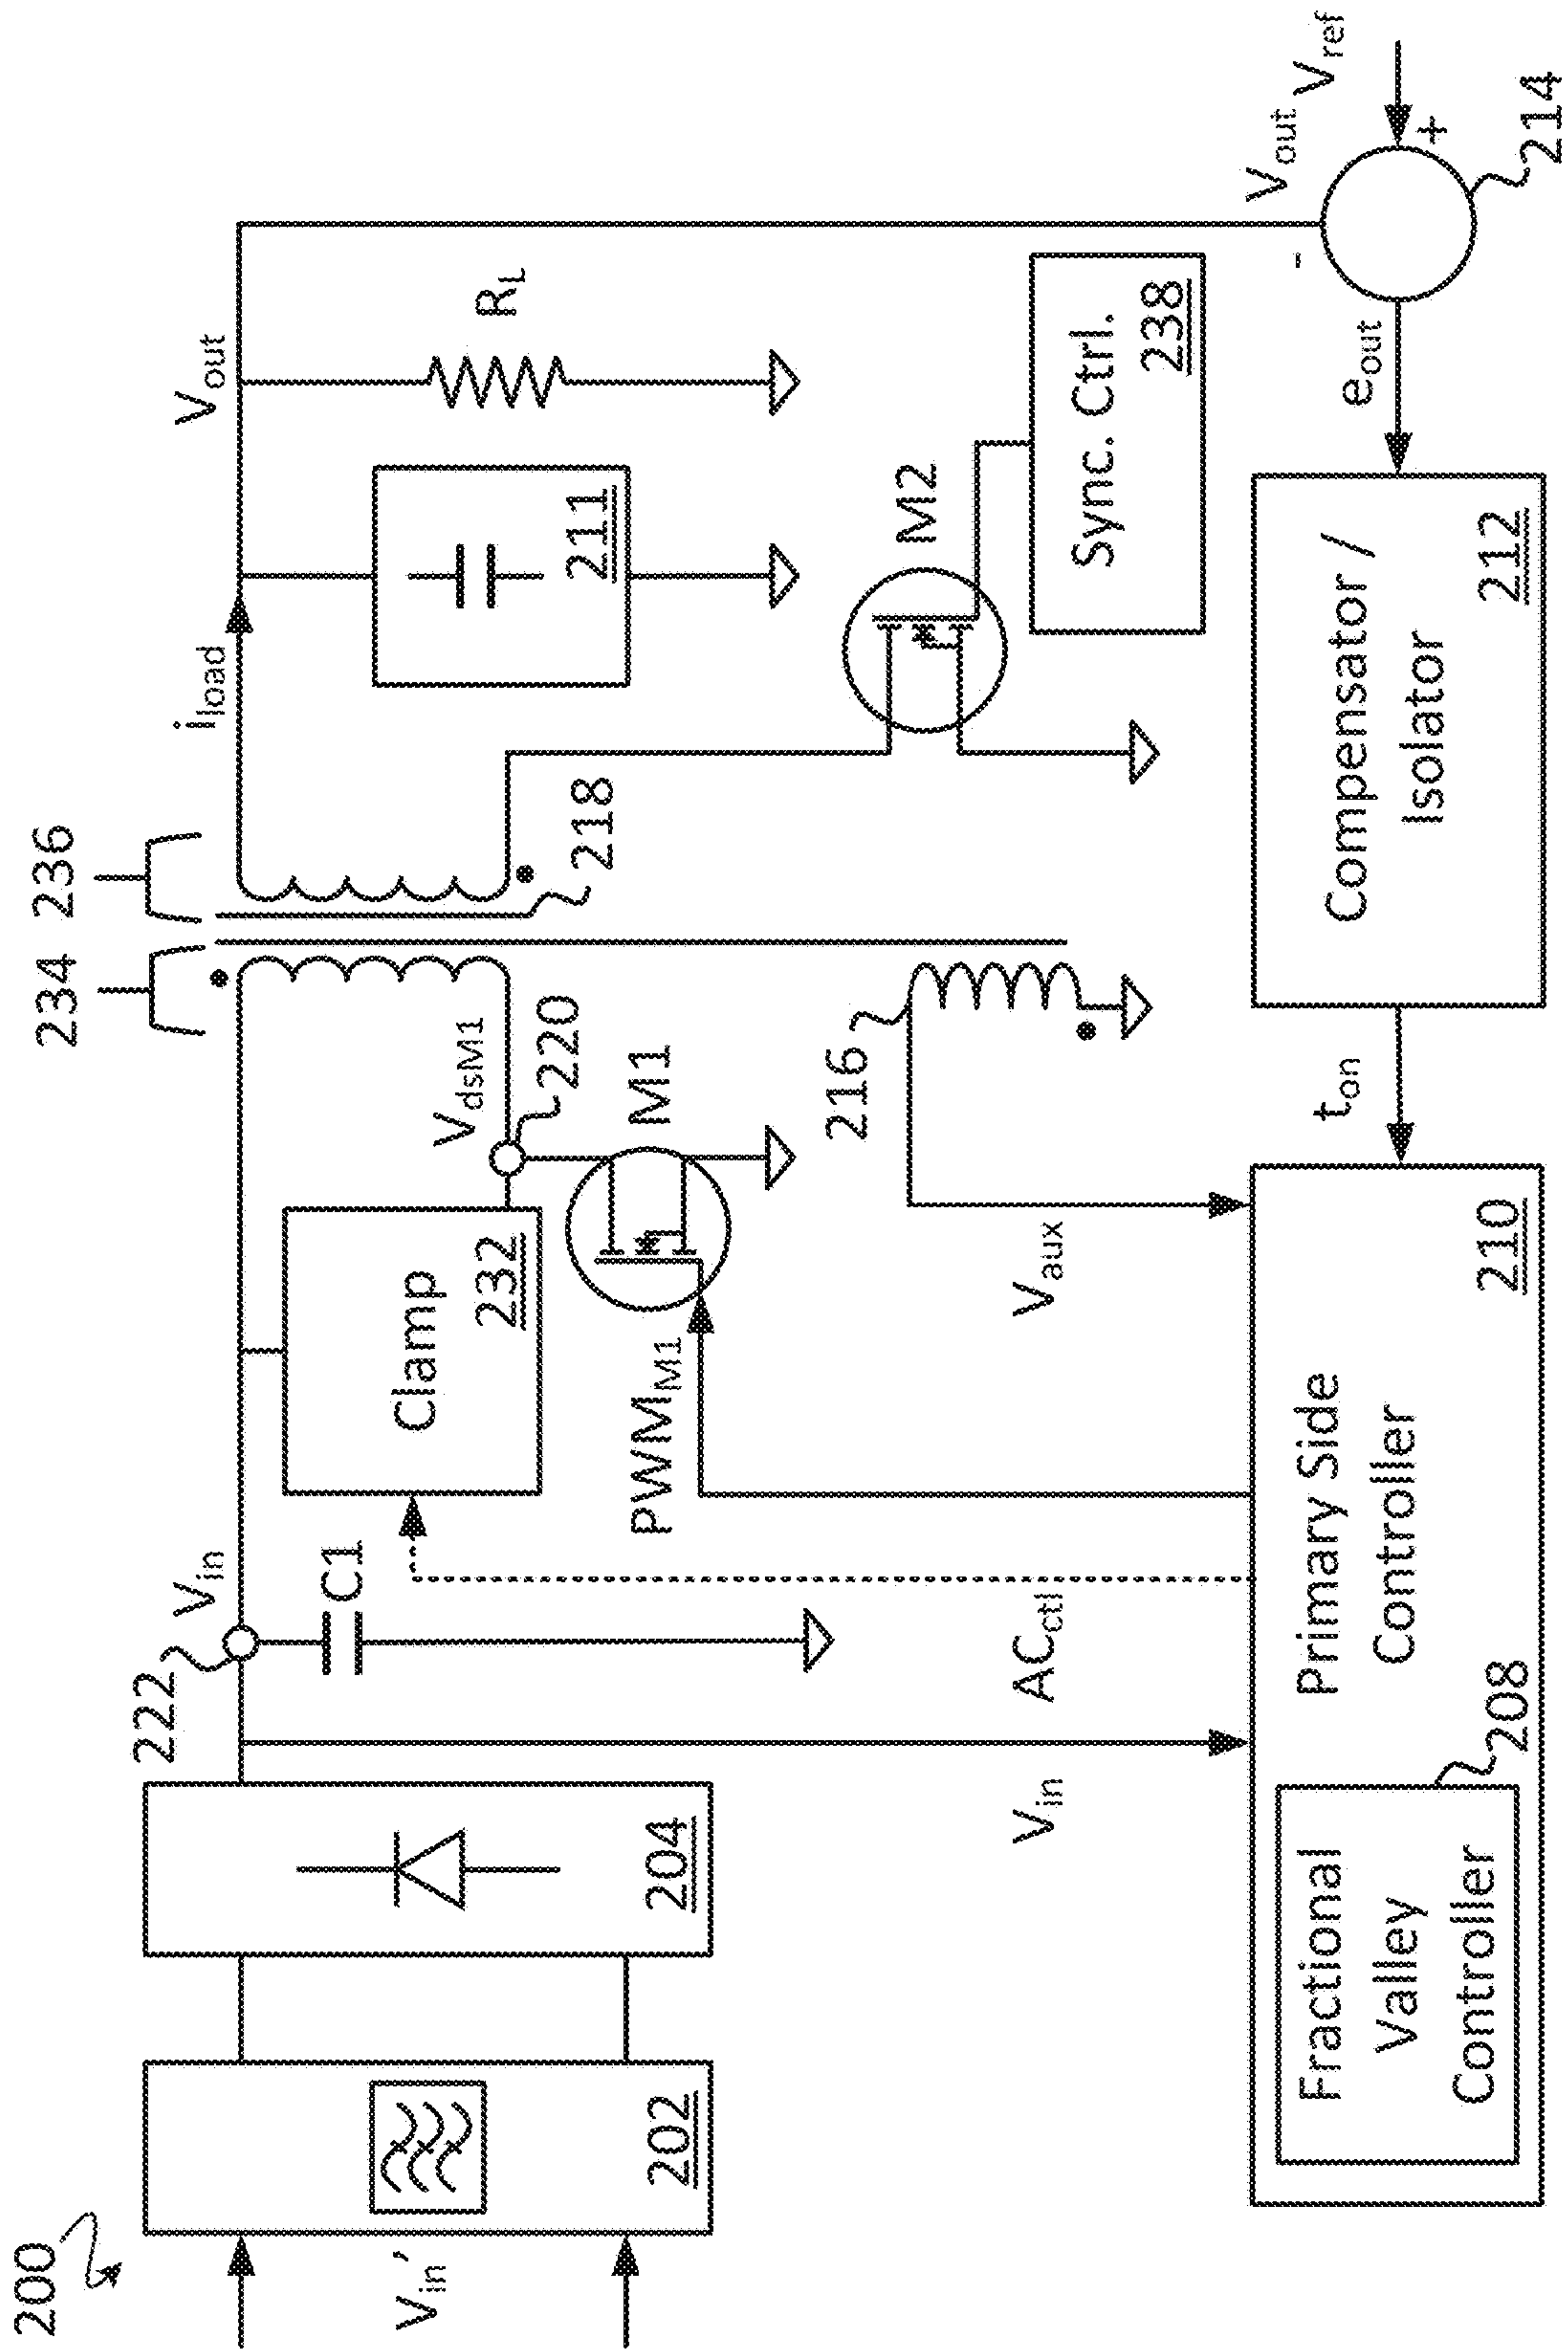 200
V_in'
202
204
222
V_in
C1
Clamp
232
V_dsM1
220
M1
PWM_M1
234
236
218
i_load
V_out
211
R_L
M2
Sync. Ctrl.
238
216
V_aux
AC_ctl
V_in
Fractional
Valley
Controller
208
Primary Side
Controller
210
t_on
Compensator /
Isolator
212
e_out
-
V_out
V_ref
+
214